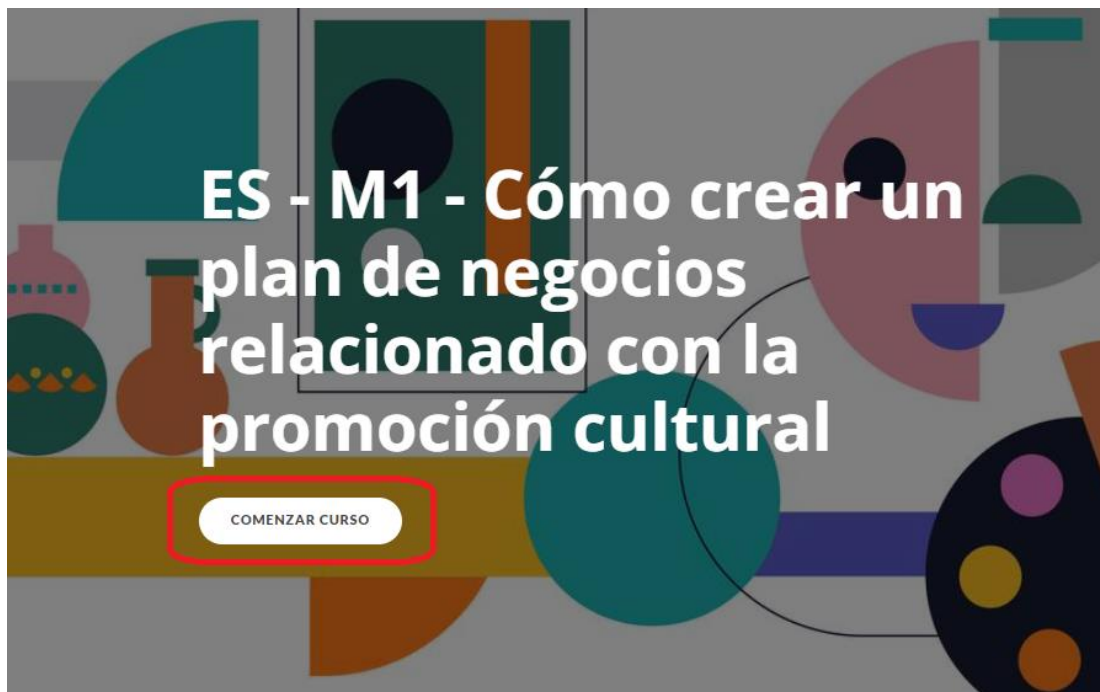 ES - M1 - Cómo crear un
plan de negocios
relacionado con la
promoción cultural
COMENZAR CURSO